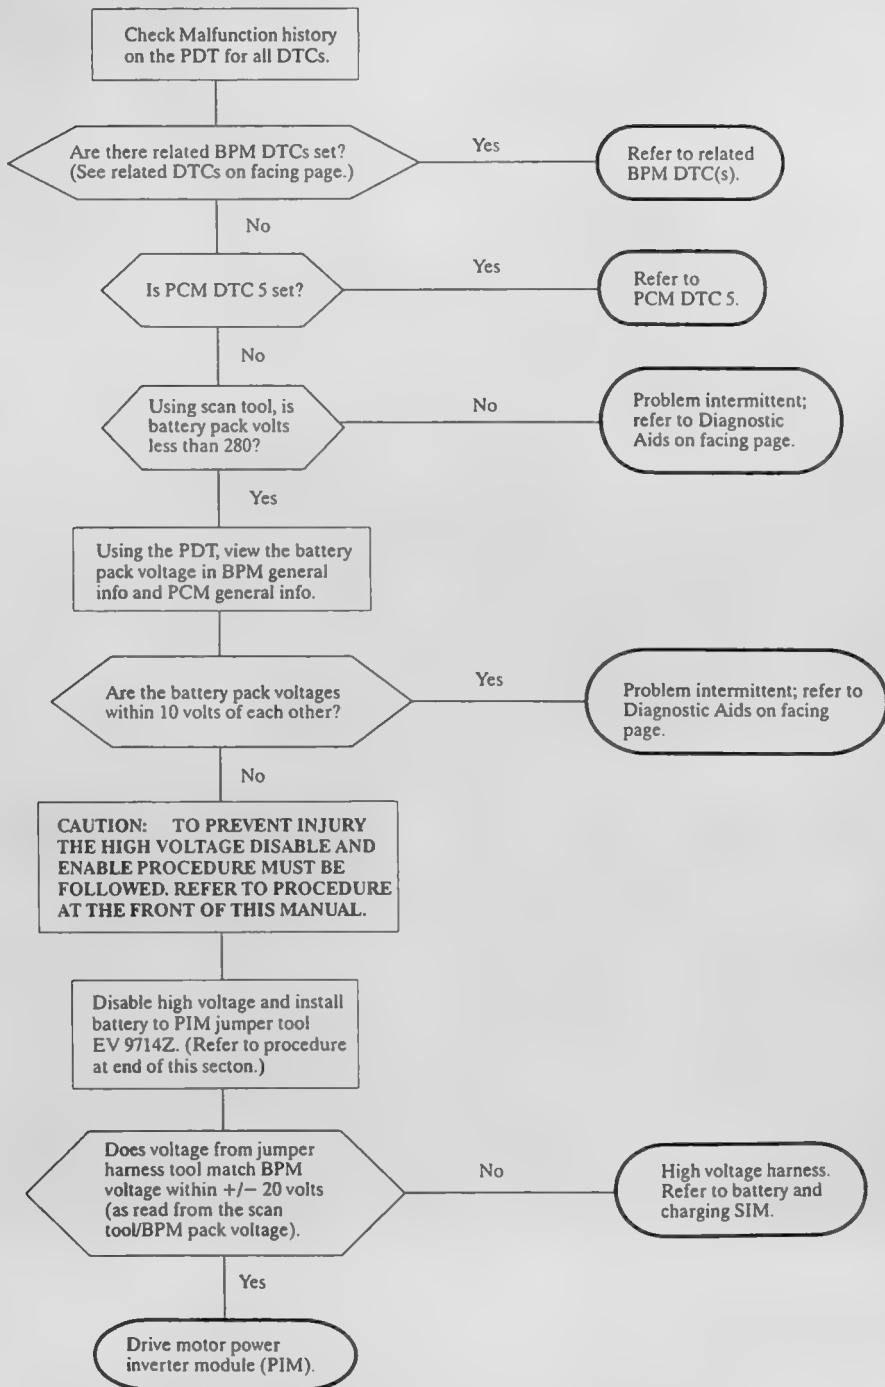 Check Malfunction history
on the PDT for all DTCs.
Are there related BPM DTCs set?
(See related DTCs on facing page.)
Yes
Refer to related
BPM DTC(s).
No
Is PCM DTC 5 set?
Yes
Refer to
PCM DTC 5.
No
Using scan tool, is
battery pack volts
less than 280?
No
Problem intermittent;
refer to Diagnostic
Aids on facing page.
Yes
Using the PDT, view the battery
pack voltage in BPM general
info and PCM general info.
Are the battery pack voltages
within 10 volts of each other?
Yes
Problem intermittent; refer to
Diagnostic Aids on facing
page.
No
CAUTION: TO PREVENT INJURY
THE HIGH VOLTAGE DISABLE AND
ENABLE PROCEDURE MUST BE
FOLLOWED. REFER TO PROCEDURE
AT THE FRONT OF THIS MANUAL.
Disable high voltage and install
battery to PIM jumper tool
EV 9714Z. (Refer to procedure
at end of this secton.)
Does voltage from jumper
harness tool match BPM
voltage within +/− 20 volts
(as read from the scan
tool/BPM pack voltage).
No
High voltage harness.
Refer to battery and
charging SIM.
Yes
Drive motor power
inverter module (PIM).